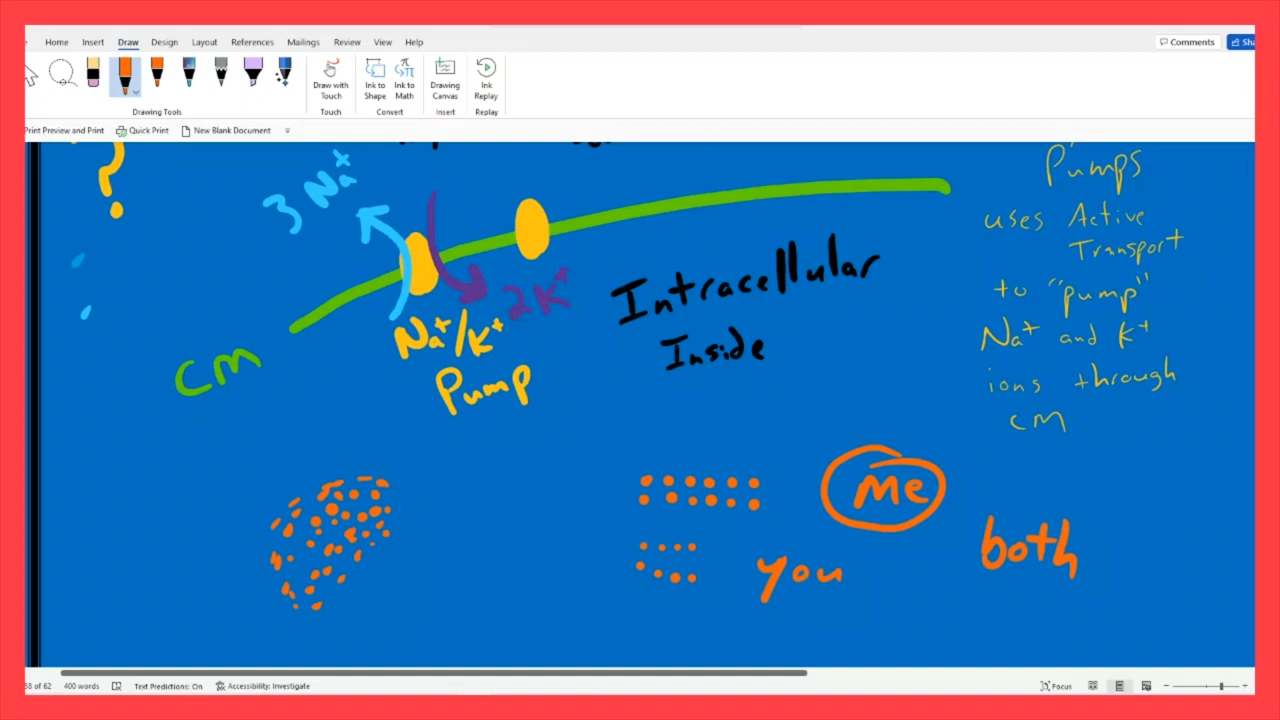 Home Insert Draw Design Layout References Mailings Review View Help
Comments
Draw with Touch
Ink to Shape
Ink to Math
Drawing Canvas
Ink Replay
Drawing Tools
Touch
Convert
Insert
Replay
Print Preview and Print Quick Print New Blank Document
?
3 Na+
2K+
Na+/K+
Pump
CM
Intracellular
Inside
Pumps
uses Active
Transport
to "pump"
Na+ and K+
ions through
CM
Me
you
both
of 62 400 words Text Predictions: On Accessibility: Investigate
Focus